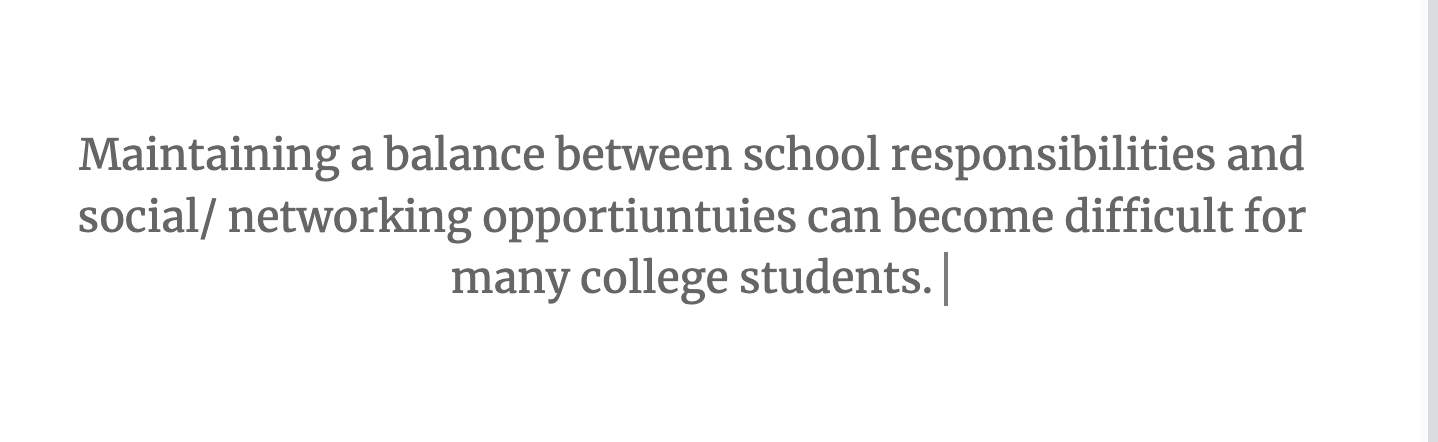 Maintaining a balance between school responsibilities and
social/ networking opportiuntuies can become difficult for
many college students.